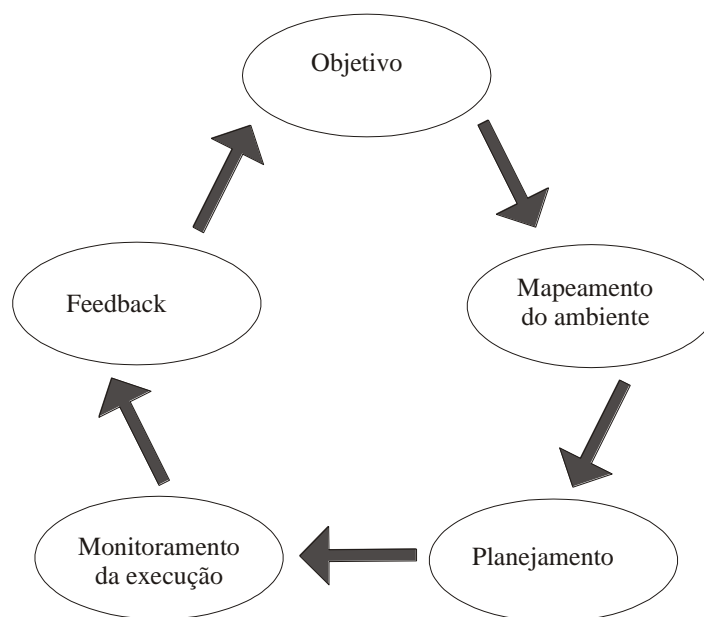 Objetivo
Mapeamento
do ambiente
Planejamento
Monitoramento
da execução
Feedback